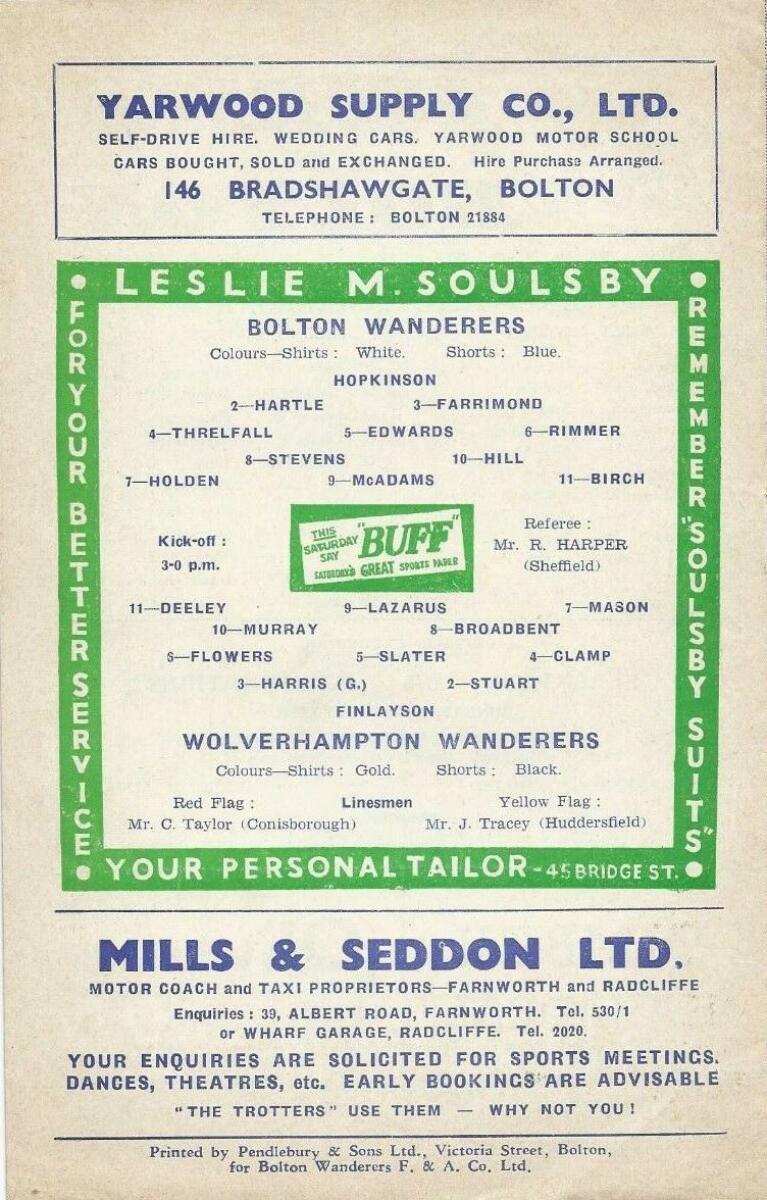 YARWOOD SUPPLY CO., LTD.
SELF-DRIVE HIRE. WEDDING CARS. YARWOOD MOTOR SCHOOL
CARS BOUGHT, SOLD and EXCHANGED. Hire Purchase Arranged.
146 BRADSHAWGATE, BOLTON
TELEPHONE : BOLTON 21884
• LESLIE M. SOULSBY •
FOR YOUR BETTER SERVICE
REMEMBER "SOULSBY SUITS"
BOLTON WANDERERS
Colours—Shirts : White. Shorts : Blue.
HOPKINSON
2—HARTLE 3—FARRIMOND
4—THRELFALL 5—EDWARDS 6—RIMMER
8—STEVENS 10—HILL
7—HOLDEN 9—McADAMS 11—BIRCH
Kick-off :
3-0 p.m.
THIS
SATURDAY
SAY "BUFF"
SATURDAY'S GREAT SPORTS PAPER
Referee :
Mr. R. HARPER
(Sheffield)
11—DEELEY 9—LAZARUS 7—MASON
10—MURRAY 8—BROADBENT
6—FLOWERS 5—SLATER 4—CLAMP
3—HARRIS (G.) 2—STUART
FINLAYSON
WOLVERHAMPTON WANDERERS
Colours—Shirts : Gold. Shorts : Black.
Red Flag : Linesmen Yellow Flag :
Mr. C. Taylor (Conisborough) Mr. J. Tracey (Huddersfield)
• YOUR PERSONAL TAILOR - 45 BRIDGE ST. •
MILLS & SEDDON LTD.
MOTOR COACH and TAXI PROPRIETORS—FARNWORTH and RADCLIFFE
Enquiries : 39, ALBERT ROAD, FARNWORTH. Tel. 530/1
or WHARF GARAGE, RADCLIFFE. Tel. 2020.
YOUR ENQUIRIES ARE SOLICITED FOR SPORTS MEETINGS.
DANCES, THEATRES, etc. EARLY BOOKINGS ARE ADVISABLE
"THE TROTTERS" USE THEM — WHY NOT YOU !
Printed by Pendlebury & Sons Ltd., Victoria Street, Bolton,
for Bolton Wanderers F. & A. Co. Ltd.